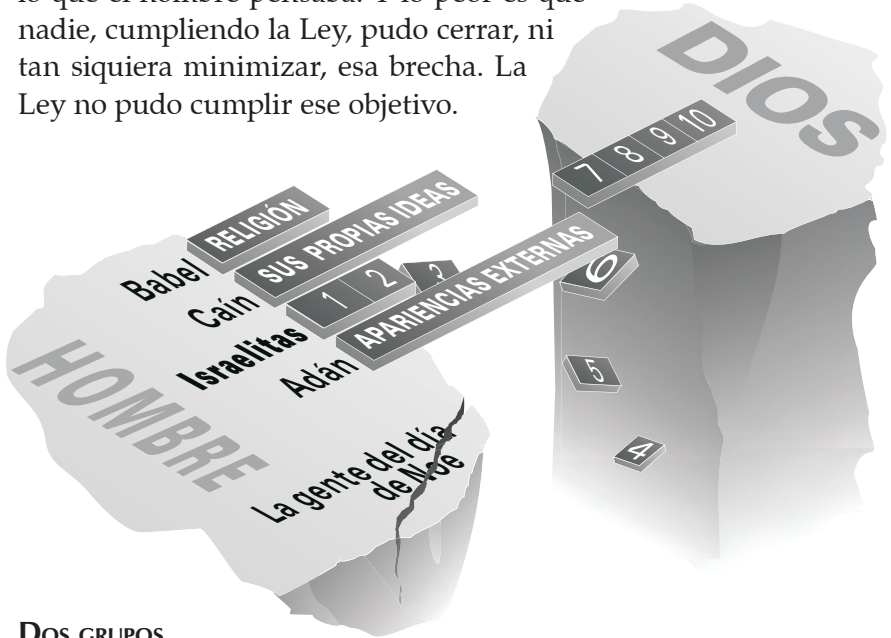 lo que el hombre pensaba. Y lo peor es que
nadie, cumpliendo la Ley, pudo cerrar, ni
tan siquiera minimizar, esa brecha. La
Ley no pudo cumplir ese objetivo.
DIOS
7 8 9 10
RELIGIÓN
SUS PROPIAS IDEAS
1 2 3
APARIENCIAS EXTERNAS
6
5
4
Babel
Caín
Israelitas
Adán
HOMBRE
La gente del día
de Noe
DOS GRUPOS